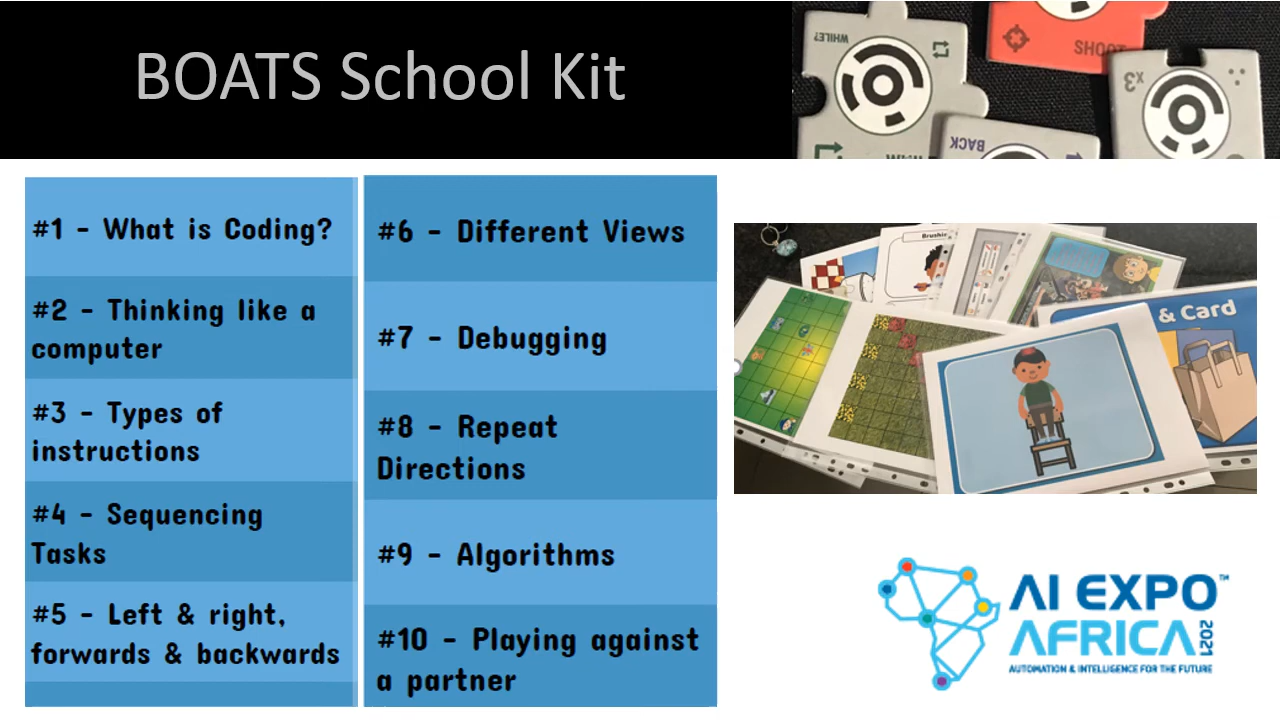 BOATS School Kit
WHILE?
SHOOT
x3
BACK
#1 - What is Coding?
#2 - Thinking like a
computer
#3 - Types of
instructions
#4 - Sequencing
Tasks
#5 - Left & right,
forwards & backwards
#6 - Different Views
#7 - Debugging
#8 - Repeat
Directions
#9 - Algorithms
#10 - Playing against
a partner
& Card
AI EXPO™
AFRICA 2021
AUTOMATION & INTELLIGENCE FOR THE FUTURE